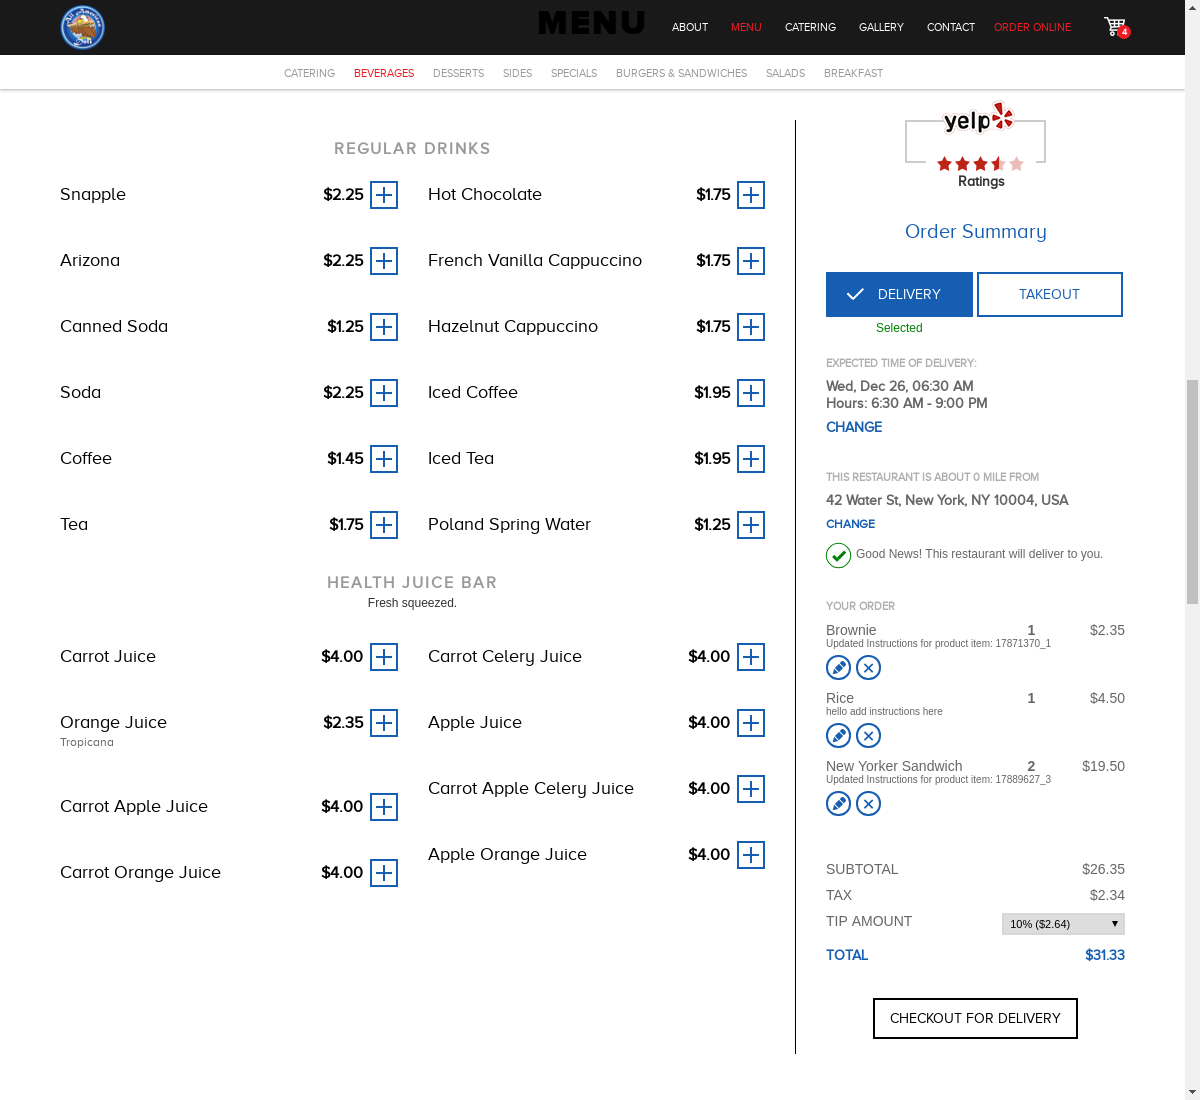 All American
Deli
MENU
ABOUT
MENU
CATERING
GALLERY
CONTACT
ORDER ONLINE
4
CATERING
BEVERAGES
DESSERTS
SIDES
SPECIALS
BURGERS & SANDWICHES
SALADS
BREAKFAST
REGULAR DRINKS
Snapple $2.25
Hot Chocolate $1.75
Arizona $2.25
French Vanilla Cappuccino $1.75
Canned Soda $1.25
Hazelnut Cappuccino $1.75
Soda $2.25
Iced Coffee $1.95
Coffee $1.45
Iced Tea $1.95
Tea $1.75
Poland Spring Water $1.25
HEALTH JUICE BAR
Fresh squeezed.
Carrot Juice $4.00
Carrot Celery Juice $4.00
Orange Juice $2.35
Tropicana
Apple Juice $4.00
Carrot Apple Celery Juice $4.00
Carrot Apple Juice $4.00
Apple Orange Juice $4.00
Carrot Orange Juice $4.00
yelp
Ratings
Order Summary
DELIVERY
TAKEOUT
Selected
EXPECTED TIME OF DELIVERY:
Wed, Dec 26, 06:30 AM
Hours: 6:30 AM - 9:00 PM
CHANGE
THIS RESTAURANT IS ABOUT 0 MILE FROM
42 Water St, New York, NY 10004, USA
CHANGE
Good News! This restaurant will deliver to you.
YOUR ORDER
Brownie 1 $2.35
Updated Instructions for product item: 17871370_1
Rice 1 $4.50
hello add instructions here
New Yorker Sandwich 2 $19.50
Updated Instructions for product item: 17889627_3
SUBTOTAL $26.35
TAX $2.34
TIP AMOUNT 10% ($2.64)
TOTAL $31.33
CHECKOUT FOR DELIVERY